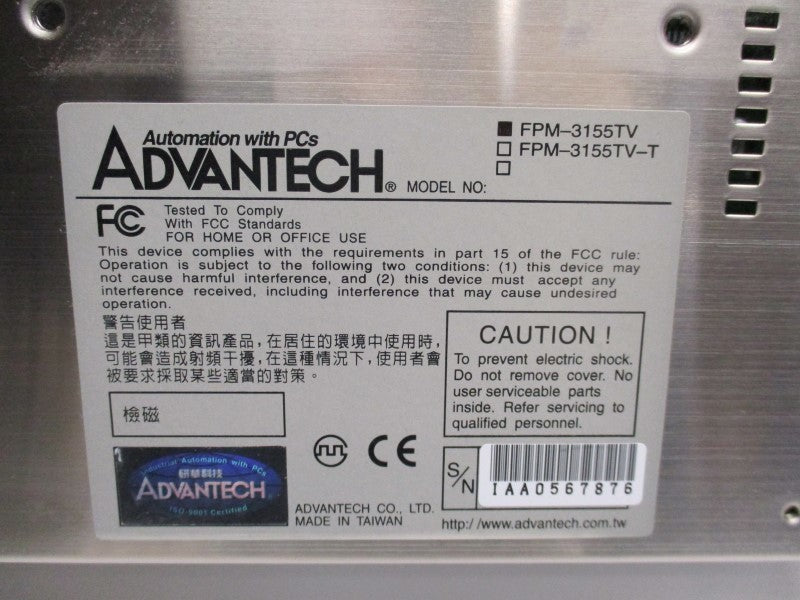 Automation with PCs
ADVANTECH® MODEL NO:
■ FPM-3155TV
□ FPM-3155TV-T
□
FC Tested To Comply
With FCC Standards
FOR HOME OR OFFICE USE
This device complies with the requirements in part 15 of the FCC rule:
Operation is subject to the following two conditions: (1) this device may
not cause harmful interference, and (2) this device must accept any
interference received, including interference that may cause undesired
operation.
警告使用者
這是甲類的資訊產品,在居住的環境中使用時,
可能會造成射頻干擾,在這種情況下,使用者會
被要求採取某些適當的對策。
CAUTION !
To prevent electric shock.
Do not remove cover. No
user serviceable parts
inside. Refer servicing to
qualified personnel.
檢磁
Industrial Automation with PCs
研華科技
ADVANTECH
ISO-9001 Certified
CE
ADVANTECH CO., LTD.
MADE IN TAIWAN
S/N
IAA0567876
http://www.advantech.com.tw